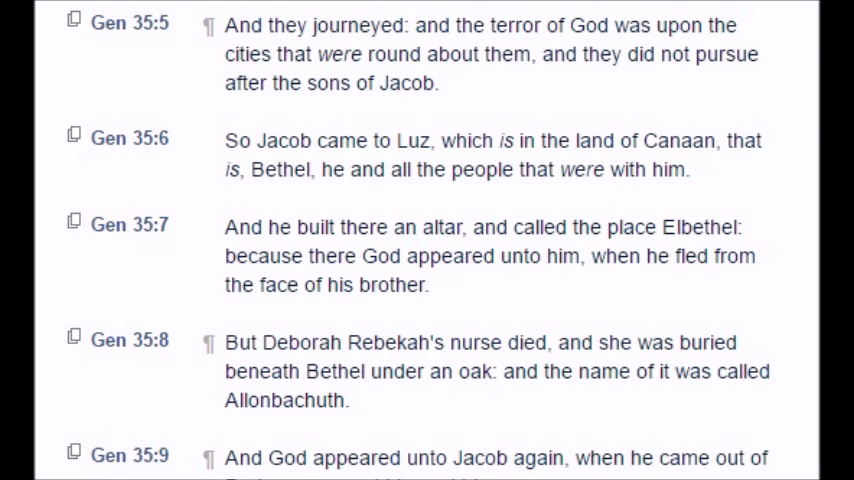 Gen 35:5 ¶ And they journeyed: and the terror of God was upon the
cities that were round about them, and they did not pursue
after the sons of Jacob.
Gen 35:6 So Jacob came to Luz, which is in the land of Canaan, that
is, Bethel, he and all the people that were with him.
Gen 35:7 And he built there an altar, and called the place Elbethel:
because there God appeared unto him, when he fled from
the face of his brother.
Gen 35:8 ¶ But Deborah Rebekah's nurse died, and she was buried
beneath Bethel under an oak: and the name of it was called
Allonbachuth.
Gen 35:9 ¶ And God appeared unto Jacob again, when he came out of